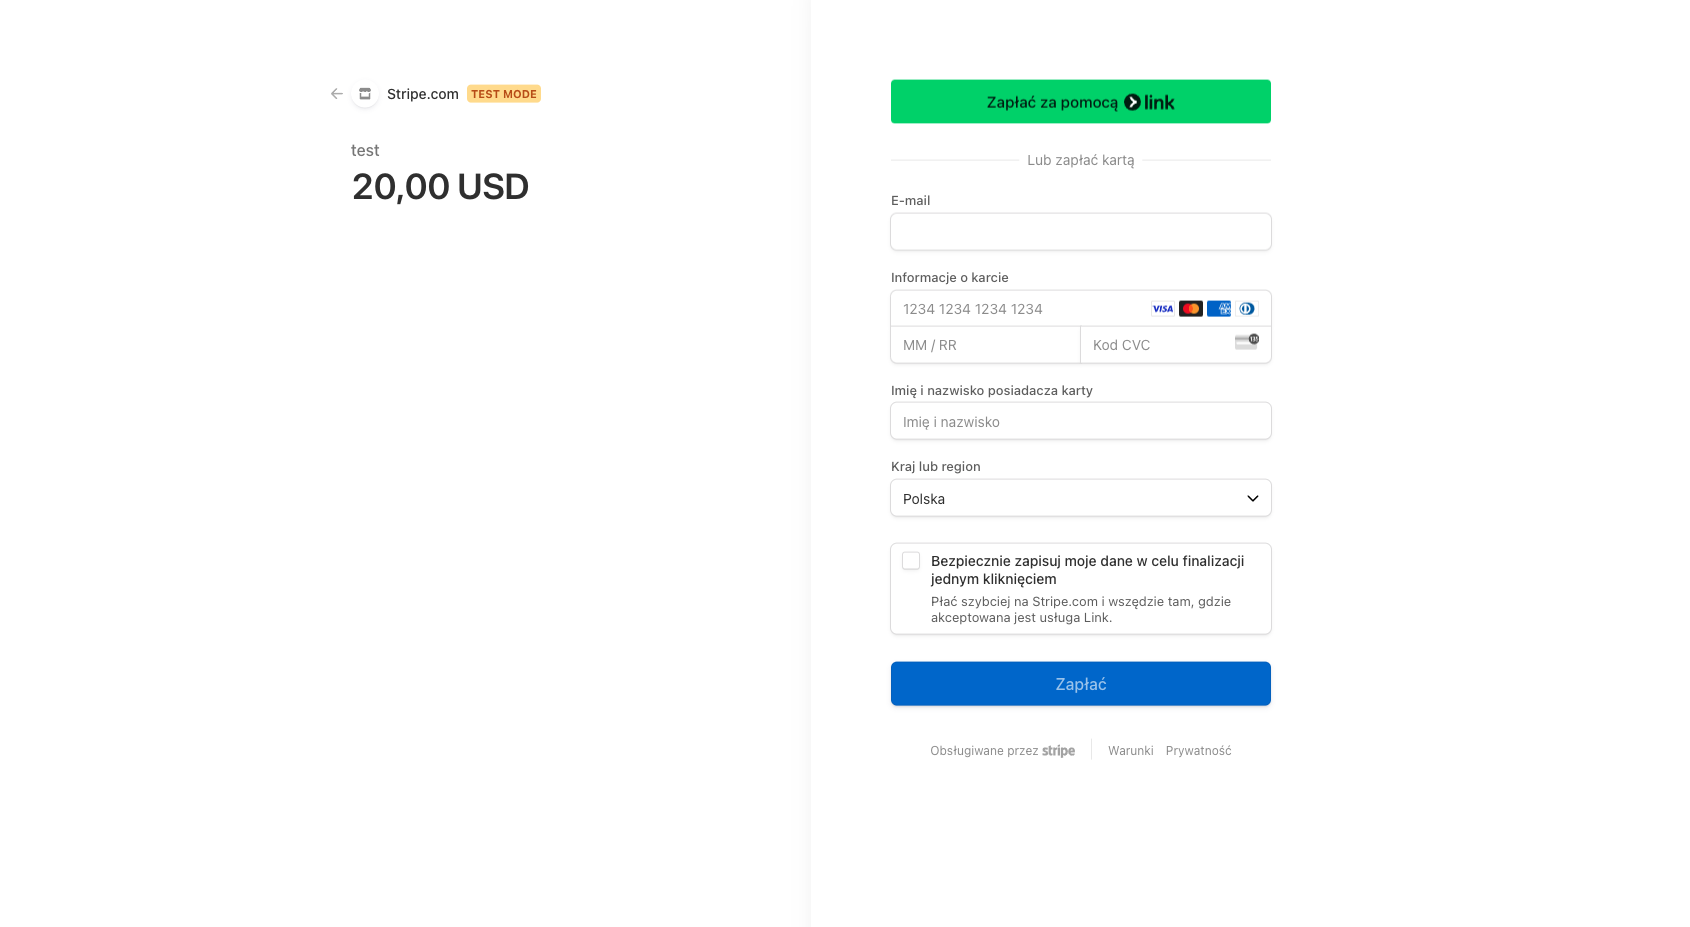 Stripe.com TEST MODE
test
20,00 USD
Zapłać za pomocą link
Lub zapłać kartą
E-mail
Informacje o karcie
1234 1234 1234 1234 VISA
MM / RR Kod CVC
Imię i nazwisko posiadacza karty
Imię i nazwisko
Kraj lub region
Polska
Bezpiecznie zapisuj moje dane w celu finalizacji
jednym kliknięciem
Płać szybciej na Stripe.com i wszędzie tam, gdzie
akceptowana jest usługa Link.
Zapłać
Obsługiwane przez stripe Warunki Prywatność